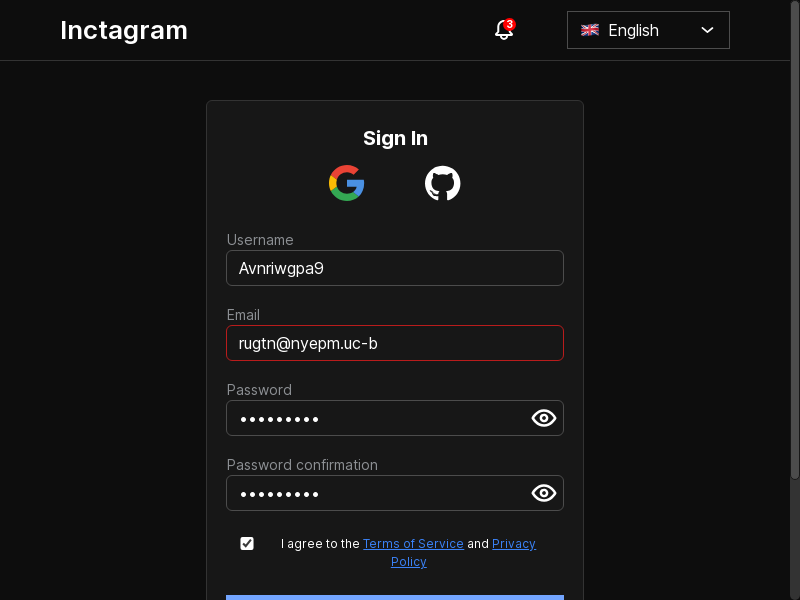 Inctagram
3
English
Sign In
Username
Avnriwgpa9
Email
rugtn@nyepm.uc-b
Password
•••••••••
Password confirmation
•••••••••
I agree to the Terms of Service and Privacy
Policy